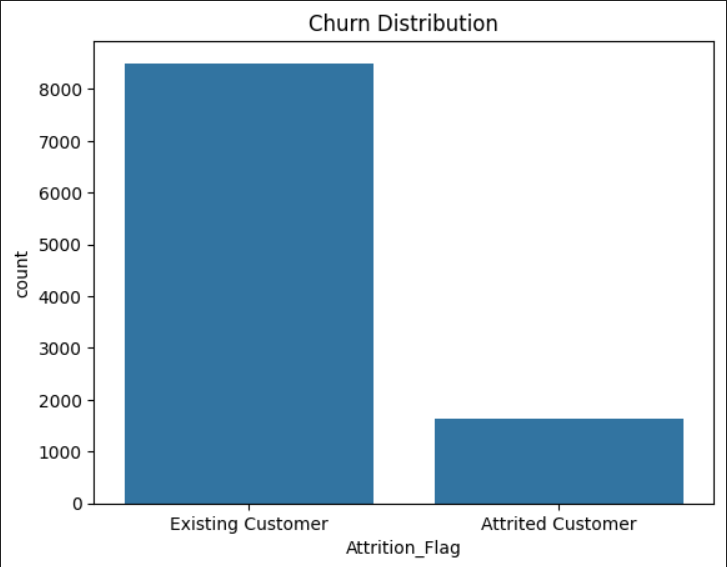 Churn Distribution
8000
7000
6000
5000
4000
3000
2000
1000
0
count
Existing Customer
Attrited Customer
Attrition_Flag